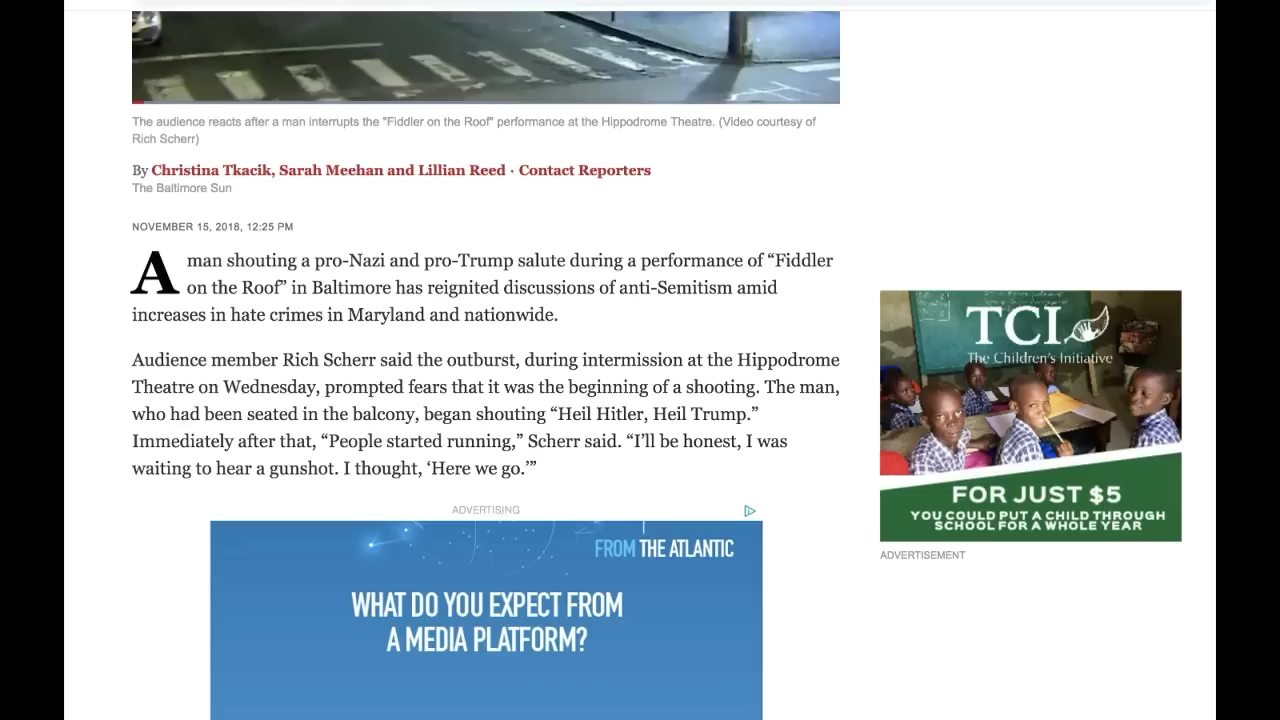 The audience reacts after a man interrupts the "Fiddler on the Roof" performance at the Hippodrome Theatre. (Video courtesy of
Rich Scherr)
By Christina Tkacik, Sarah Meehan and Lillian Reed · Contact Reporters
The Baltimore Sun
NOVEMBER 15, 2018, 12:25 PM
A man shouting a pro-Nazi and pro-Trump salute during a performance of “Fiddler
on the Roof” in Baltimore has reignited discussions of anti-Semitism amid
increases in hate crimes in Maryland and nationwide.
Audience member Rich Scherr said the outburst, during intermission at the Hippodrome
Theatre on Wednesday, prompted fears that it was the beginning of a shooting. The man,
who had been seated in the balcony, began shouting “Heil Hitler, Heil Trump.”
Immediately after that, “People started running,” Scherr said. “I’ll be honest, I was
waiting to hear a gunshot. I thought, ‘Here we go.’”
ADVERTISING
FROM THE ATLANTIC
WHAT DO YOU EXPECT FROM
A MEDIA PLATFORM?
TCI
The Children's Initiative
FOR JUST $5
YOU COULD PUT A CHILD THROUGH
SCHOOL FOR A WHOLE YEAR
ADVERTISEMENT